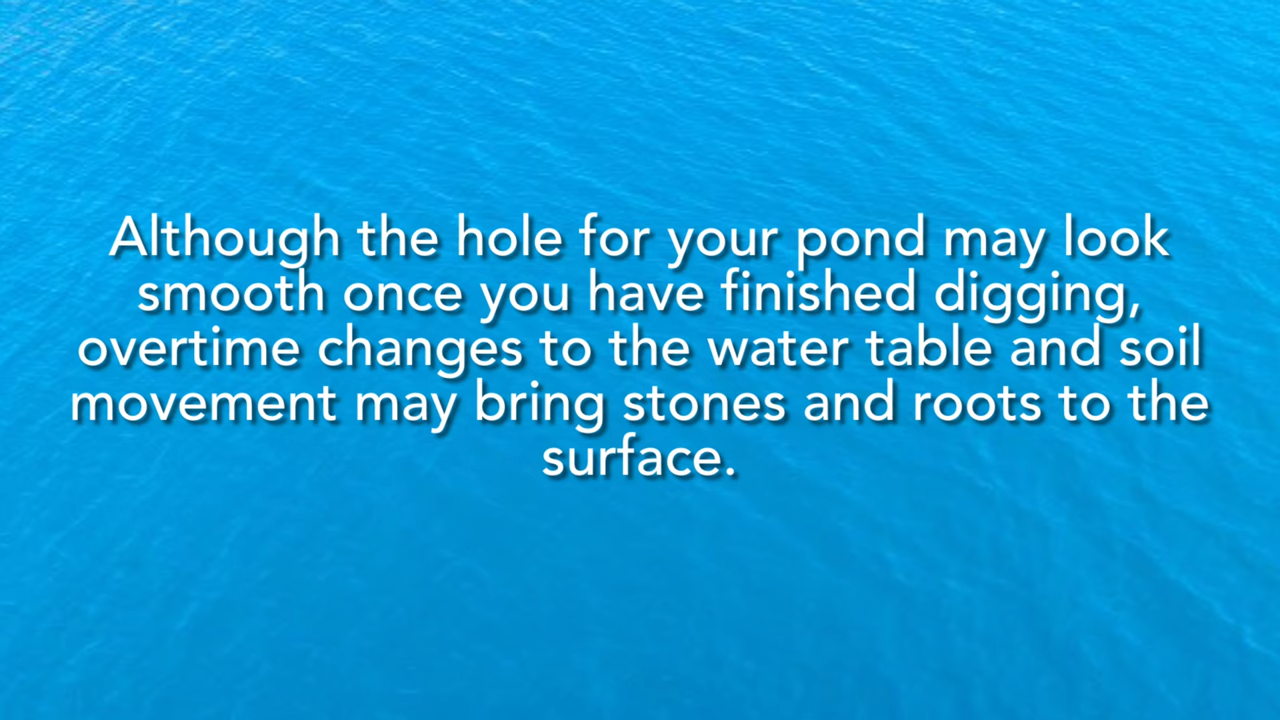 Although the hole for your pond may look
smooth once you have finished digging,
overtime changes to the water table and soil
movement may bring stones and roots to the
surface.